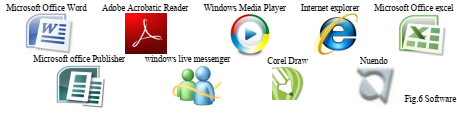 Microsoft Office Word Adobe Acrobatic Reader Windows Media Player Internet explorer Microsoft Office excel
Microsoft office Publisher windows live messenger Corel Draw Nuendo
Fig.6 Software